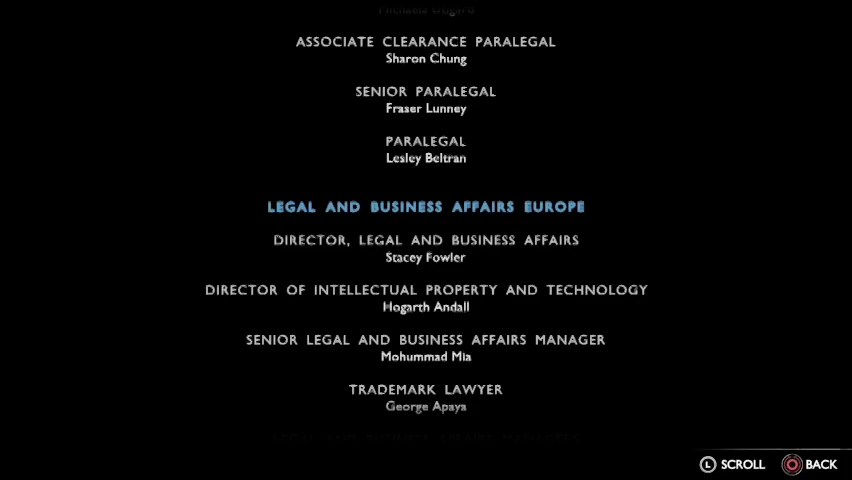 ASSOCIATE CLEARANCE PARALEGAL
Sharon Chung
SENIOR PARALEGAL
Fraser Lunney
PARALEGAL
Lesley Beltran
LEGAL AND BUSINESS AFFAIRS EUROPE
DIRECTOR, LEGAL AND BUSINESS AFFAIRS
Stacey Fowler
DIRECTOR OF INTELLECTUAL PROPERTY AND TECHNOLOGY
Hogarth Andall
SENIOR LEGAL AND BUSINESS AFFAIRS MANAGER
Mohummad Mia
TRADEMARK LAWYER
George Apaya
L SCROLL BACK